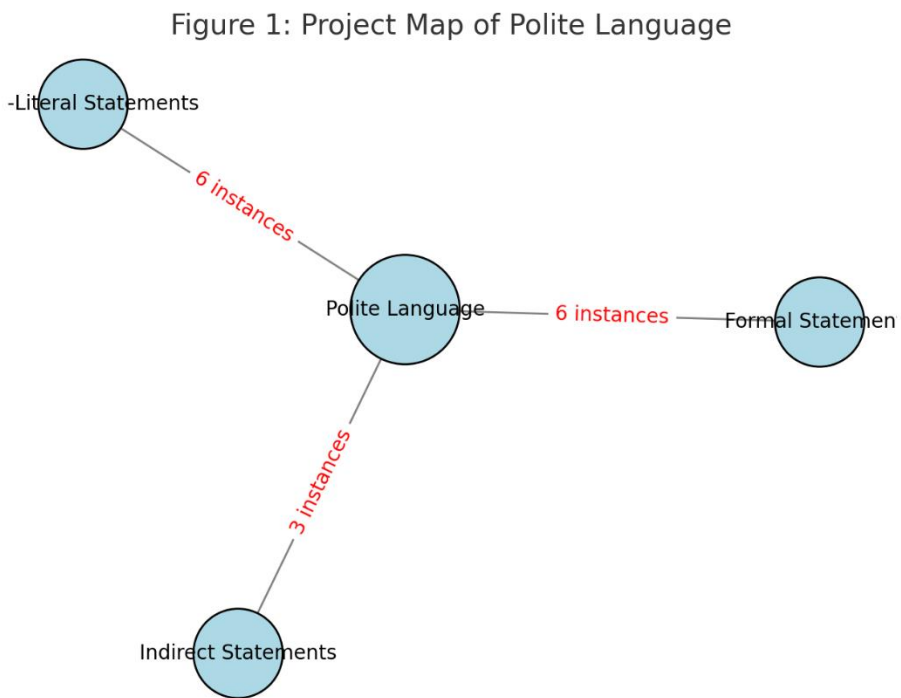 Figure 1: Project Map of Polite Language
-Literal Statements
6 instances
Polite Language
6 instances
Formal Statement
3 instances
Indirect Statements